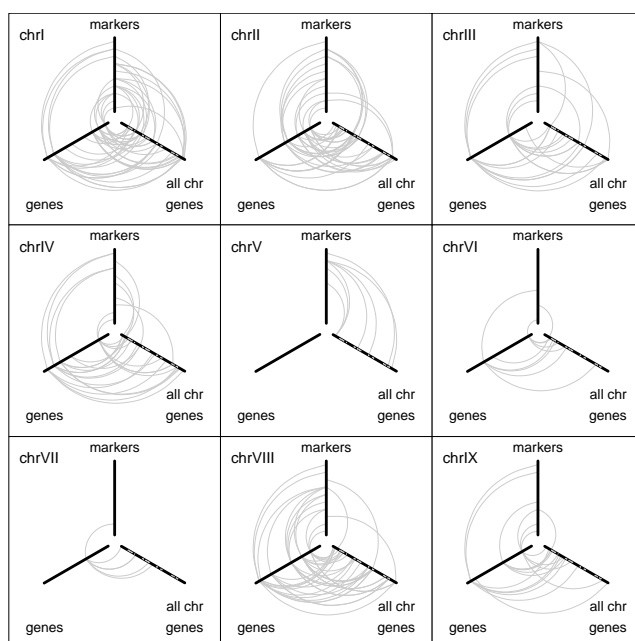 chrI
markers
genes
all chr
genes
chrII
markers
genes
all chr
genes
chrIII
markers
genes
all chr
genes
chrIV
markers
genes
all chr
genes
chrV
markers
genes
all chr
genes
chrVI
markers
genes
all chr
genes
chrVII
markers
genes
all chr
genes
chrVIII
markers
genes
all chr
genes
chrIX
markers
genes
all chr
genes